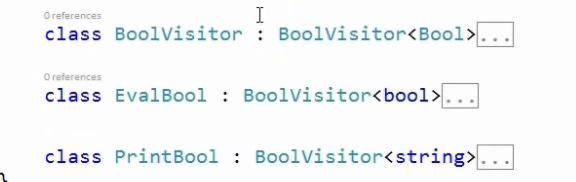 0 references
class BoolVisitor : BoolVisitor<Bool>...
0 references
class EvalBool : BoolVisitor<bool>...
class PrintBool : BoolVisitor<string>...
}